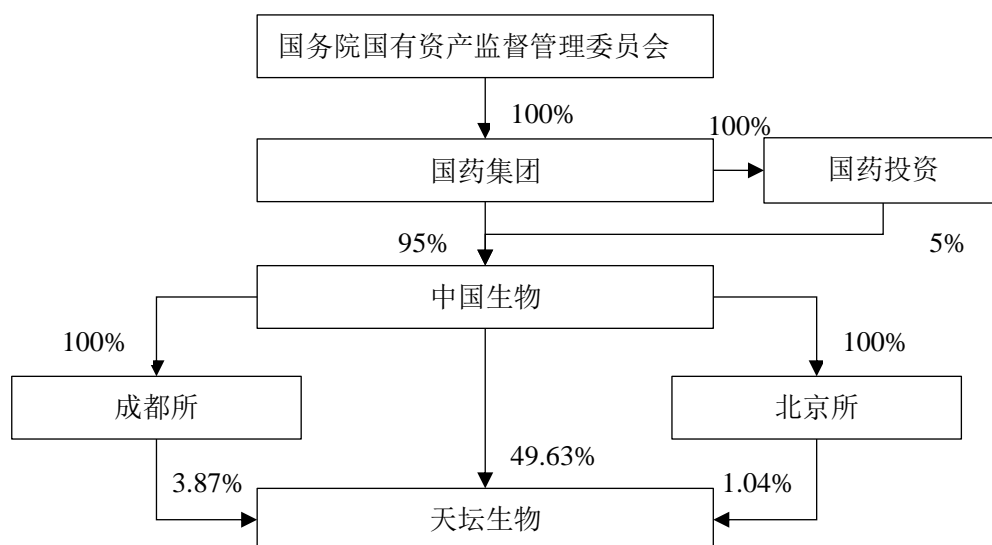 国务院国有资产监督管理委员会
100%
100%
国药集团
国药投资
95%
5%
中国生物
100%
100%
成都所
北京所
3.87%
49.63%
1.04%
天坛生物